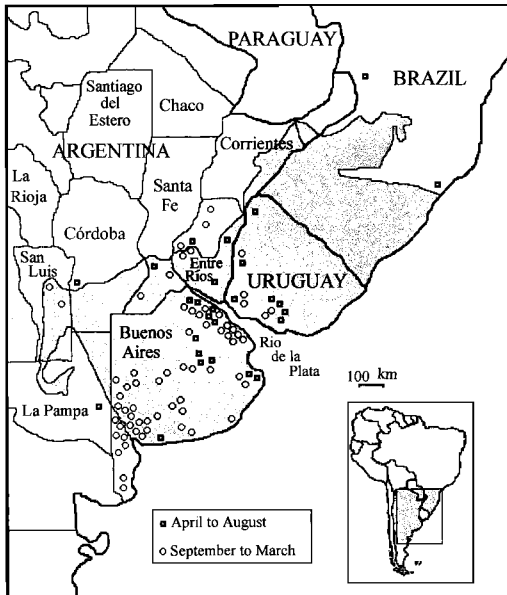 PARAGUAY
BRAZIL
Santiago
del
Estero
Chaco
Corrientes
ARGENTINA
La
Rioja
Santa
Fe
Córdoba
San
Luis
Entre
Ríos
URUGUAY
Buenos
Aires
Rio
de la
Plata
100 km
La Pampa
April to August
September to March